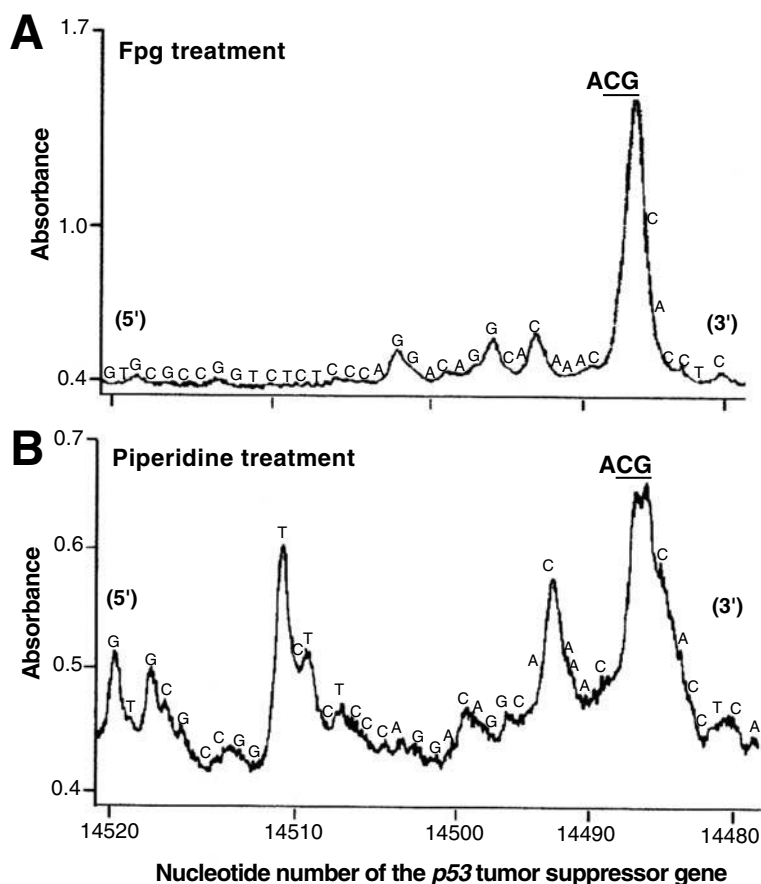 A
1.7
Fpg treatment
ACG
Absorbance
1.0
C
A
(5')
(3')
0.4
G T G C G C C G G T C T C T C C C A G G A C A G G C A C A A A C C C T C
B
0.7
Piperidine treatment
ACG
T
0.6
C
C
(5')
(3')
Absorbance
G T G C G C C G G T C T C T C C C A G G A C A G G C A C A A A C A C C T C A
0.5
0.4
14520
14510
14500
14490
14480
Nucleotide number of the p53 tumor suppressor gene